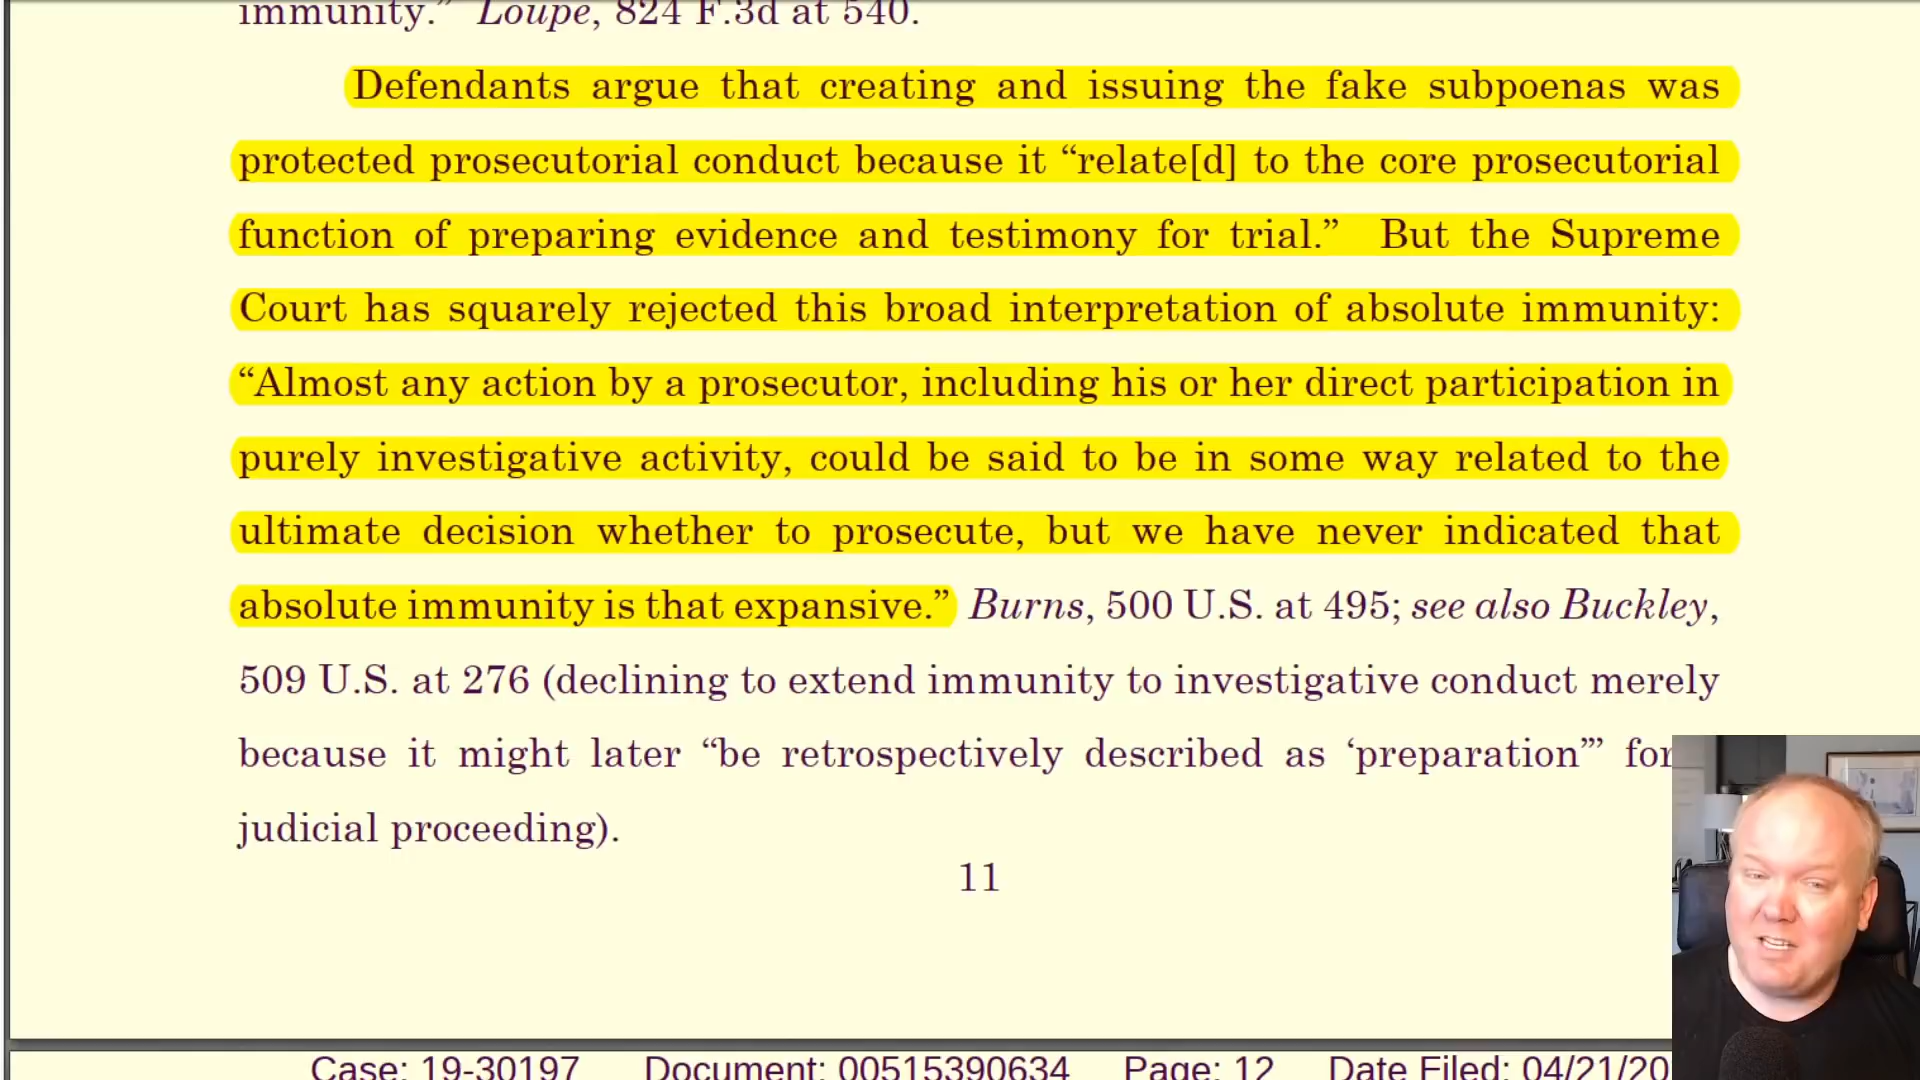 immunity.” Loupe, 824 F.3d at 540.
Defendants argue that creating and issuing the fake subpoenas was
protected prosecutorial conduct because it “relate[d] to the core prosecutorial
function of preparing evidence and testimony for trial.” But the Supreme
Court has squarely rejected this broad interpretation of absolute immunity:
“Almost any action by a prosecutor, including his or her direct participation in
purely investigative activity, could be said to be in some way related to the
ultimate decision whether to prosecute, but we have never indicated that
absolute immunity is that expansive.” Burns, 500 U.S. at 495; see also Buckley,
509 U.S. at 276 (declining to extend immunity to investigative conduct merely
because it might later “be retrospectively described as ‘preparation’” for
judicial proceeding).
11
Case: 19-30197 Document: 00515390634 Page: 12 Date Filed: 04/21/20